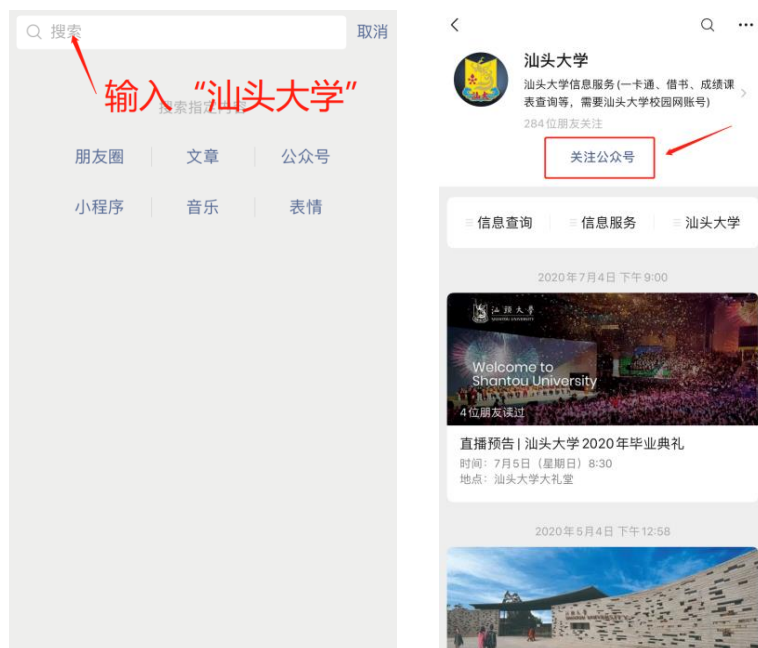 搜索
取消
输入“汕头大学”
搜索指定内容
朋友圈
文章
公众号
小程序
音乐
表情
汕头大学
汕头大学信息服务(一卡通、借书、成绩课
表查询等，需要汕头大学校园网账号)
284位朋友关注
关注公众号
信息查询
信息服务
汕头大学
2020年7月4日 下午9:00
汕頭大學
SHANTOU UNIVERSITY
Welcome to
Shantou University
4位朋友读过
直播预告 | 汕头大学2020年毕业典礼
时间：7月5日（星期日）8:30
地点：汕头大学大礼堂
2020年5月4日 下午12:58
SHANTOU UNIVERSITY